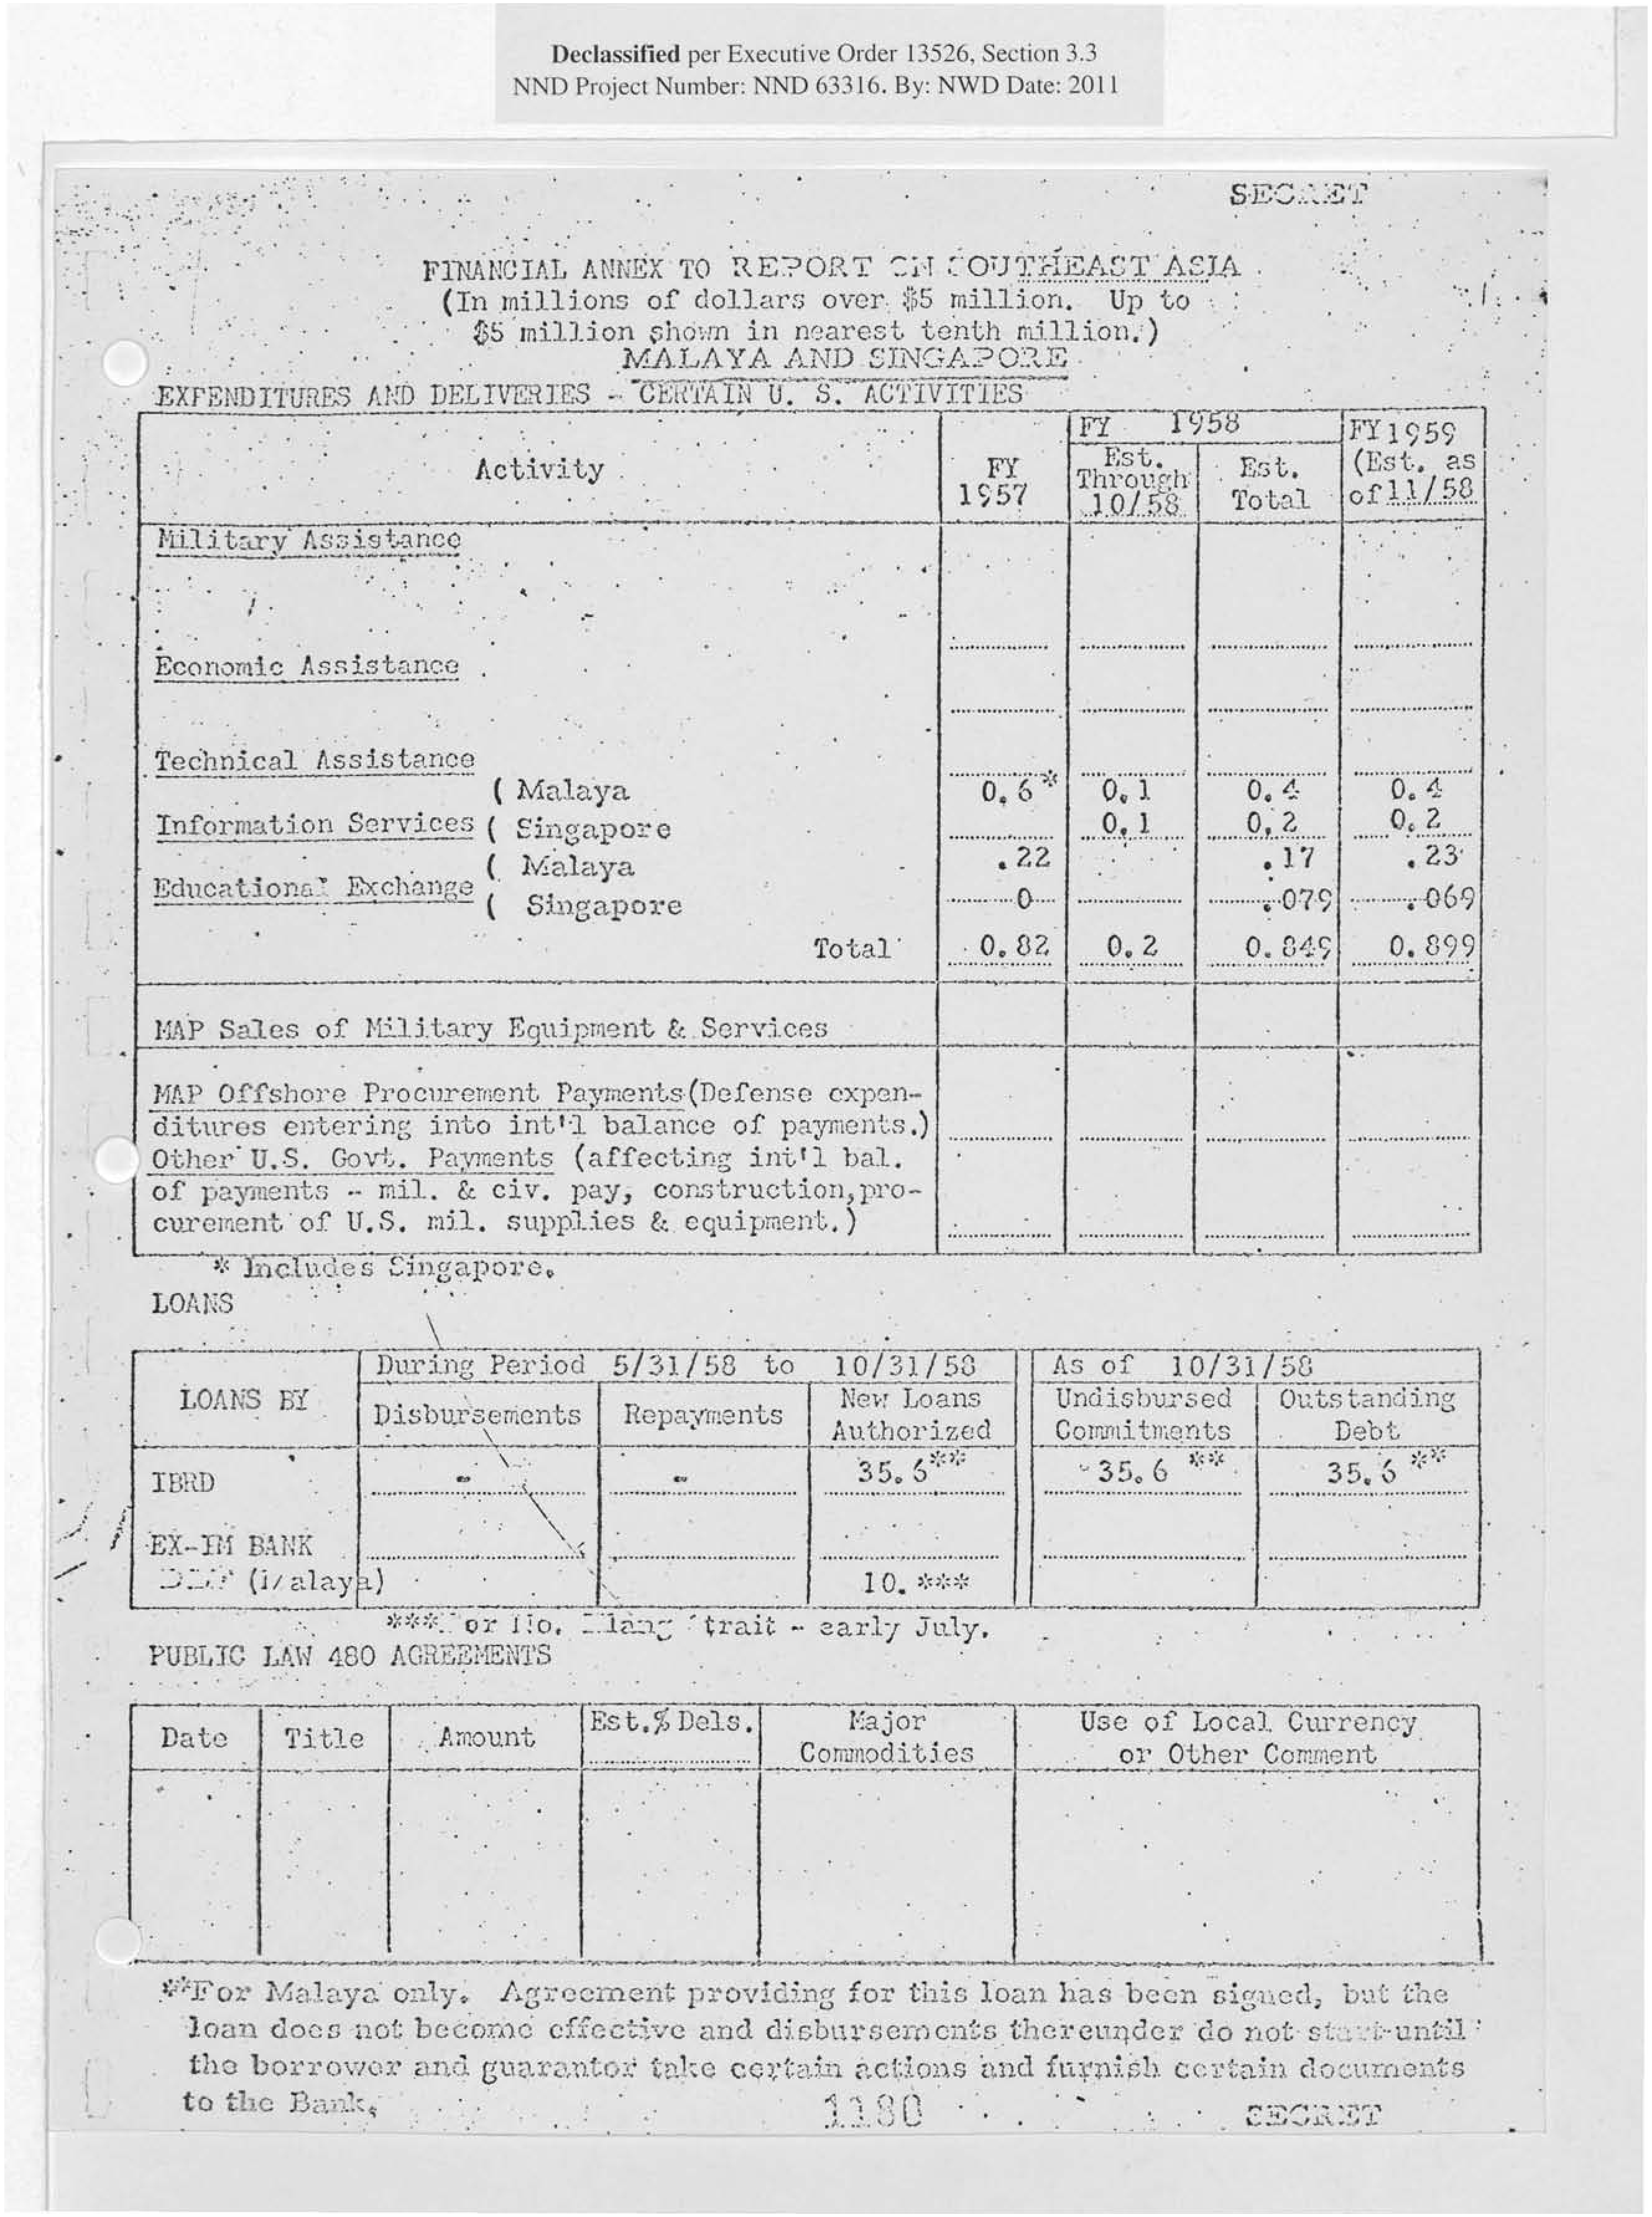 Declassified per Executive Order 13526, Section 3.3
NND Project Number: NND 63316. By: NWD Date: 2011
SECRET
FINANCIAL ANNEX TO REPORT ON SOUTHEAST ASIA
(In millions of dollars over $5 million. Up to
$5 million shown in nearest tenth million.)
MALAYA AND SINGAPORE
EXPENDITURES AND DELIVERIES - CERTAIN U. S. ACTIVITIES
Activity
FY 1957
FY 1958
Est. Through 10/58
Est. Total
FY 1959 (Est. as of 11/58
Military Assistance
Economic Assistance
Technical Assistance
( Malaya 0.6* 0.1 0.4 0.4
Information Services ( Singapore 0.1 0.2 0.2
( Malaya .22 .17 .23
Educational Exchange ( Singapore 0 .079 .069
Total 0.82 0.2 0.849 0.899
MAP Sales of Military Equipment & Services
MAP Offshore Procurement Payments (Defense expen-
ditures entering into int'l balance of payments.)
Other U.S. Govt. Payments (affecting int'l bal.
of payments - mil. & civ. pay, construction, pro-
curement of U.S. mil. supplies & equipment.)
* Includes Singapore.
LOANS
LOANS BY
During Period 5/31/58 to 10/31/58
As of 10/31/58
Disbursements
Repayments
New Loans Authorized
Undisbursed Commitments
Outstanding Debt
IBRD - - 35.6** 35.6 ** 35.6 **
EX-IM BANK
DLF (Malaya) 10. ***
***For No. Klang Strait - early July.
PUBLIC LAW 480 AGREEMENTS
Date
Title
Amount
Est.% Dels.
Major Commodities
Use of Local Currency or Other Comment
**For Malaya only. Agreement providing for this loan has been signed, but the
loan does not become effective and disbursements thereunder do not start until
the borrower and guarantor take certain actions and furnish certain documents
to the Bank.
1180
SECRET